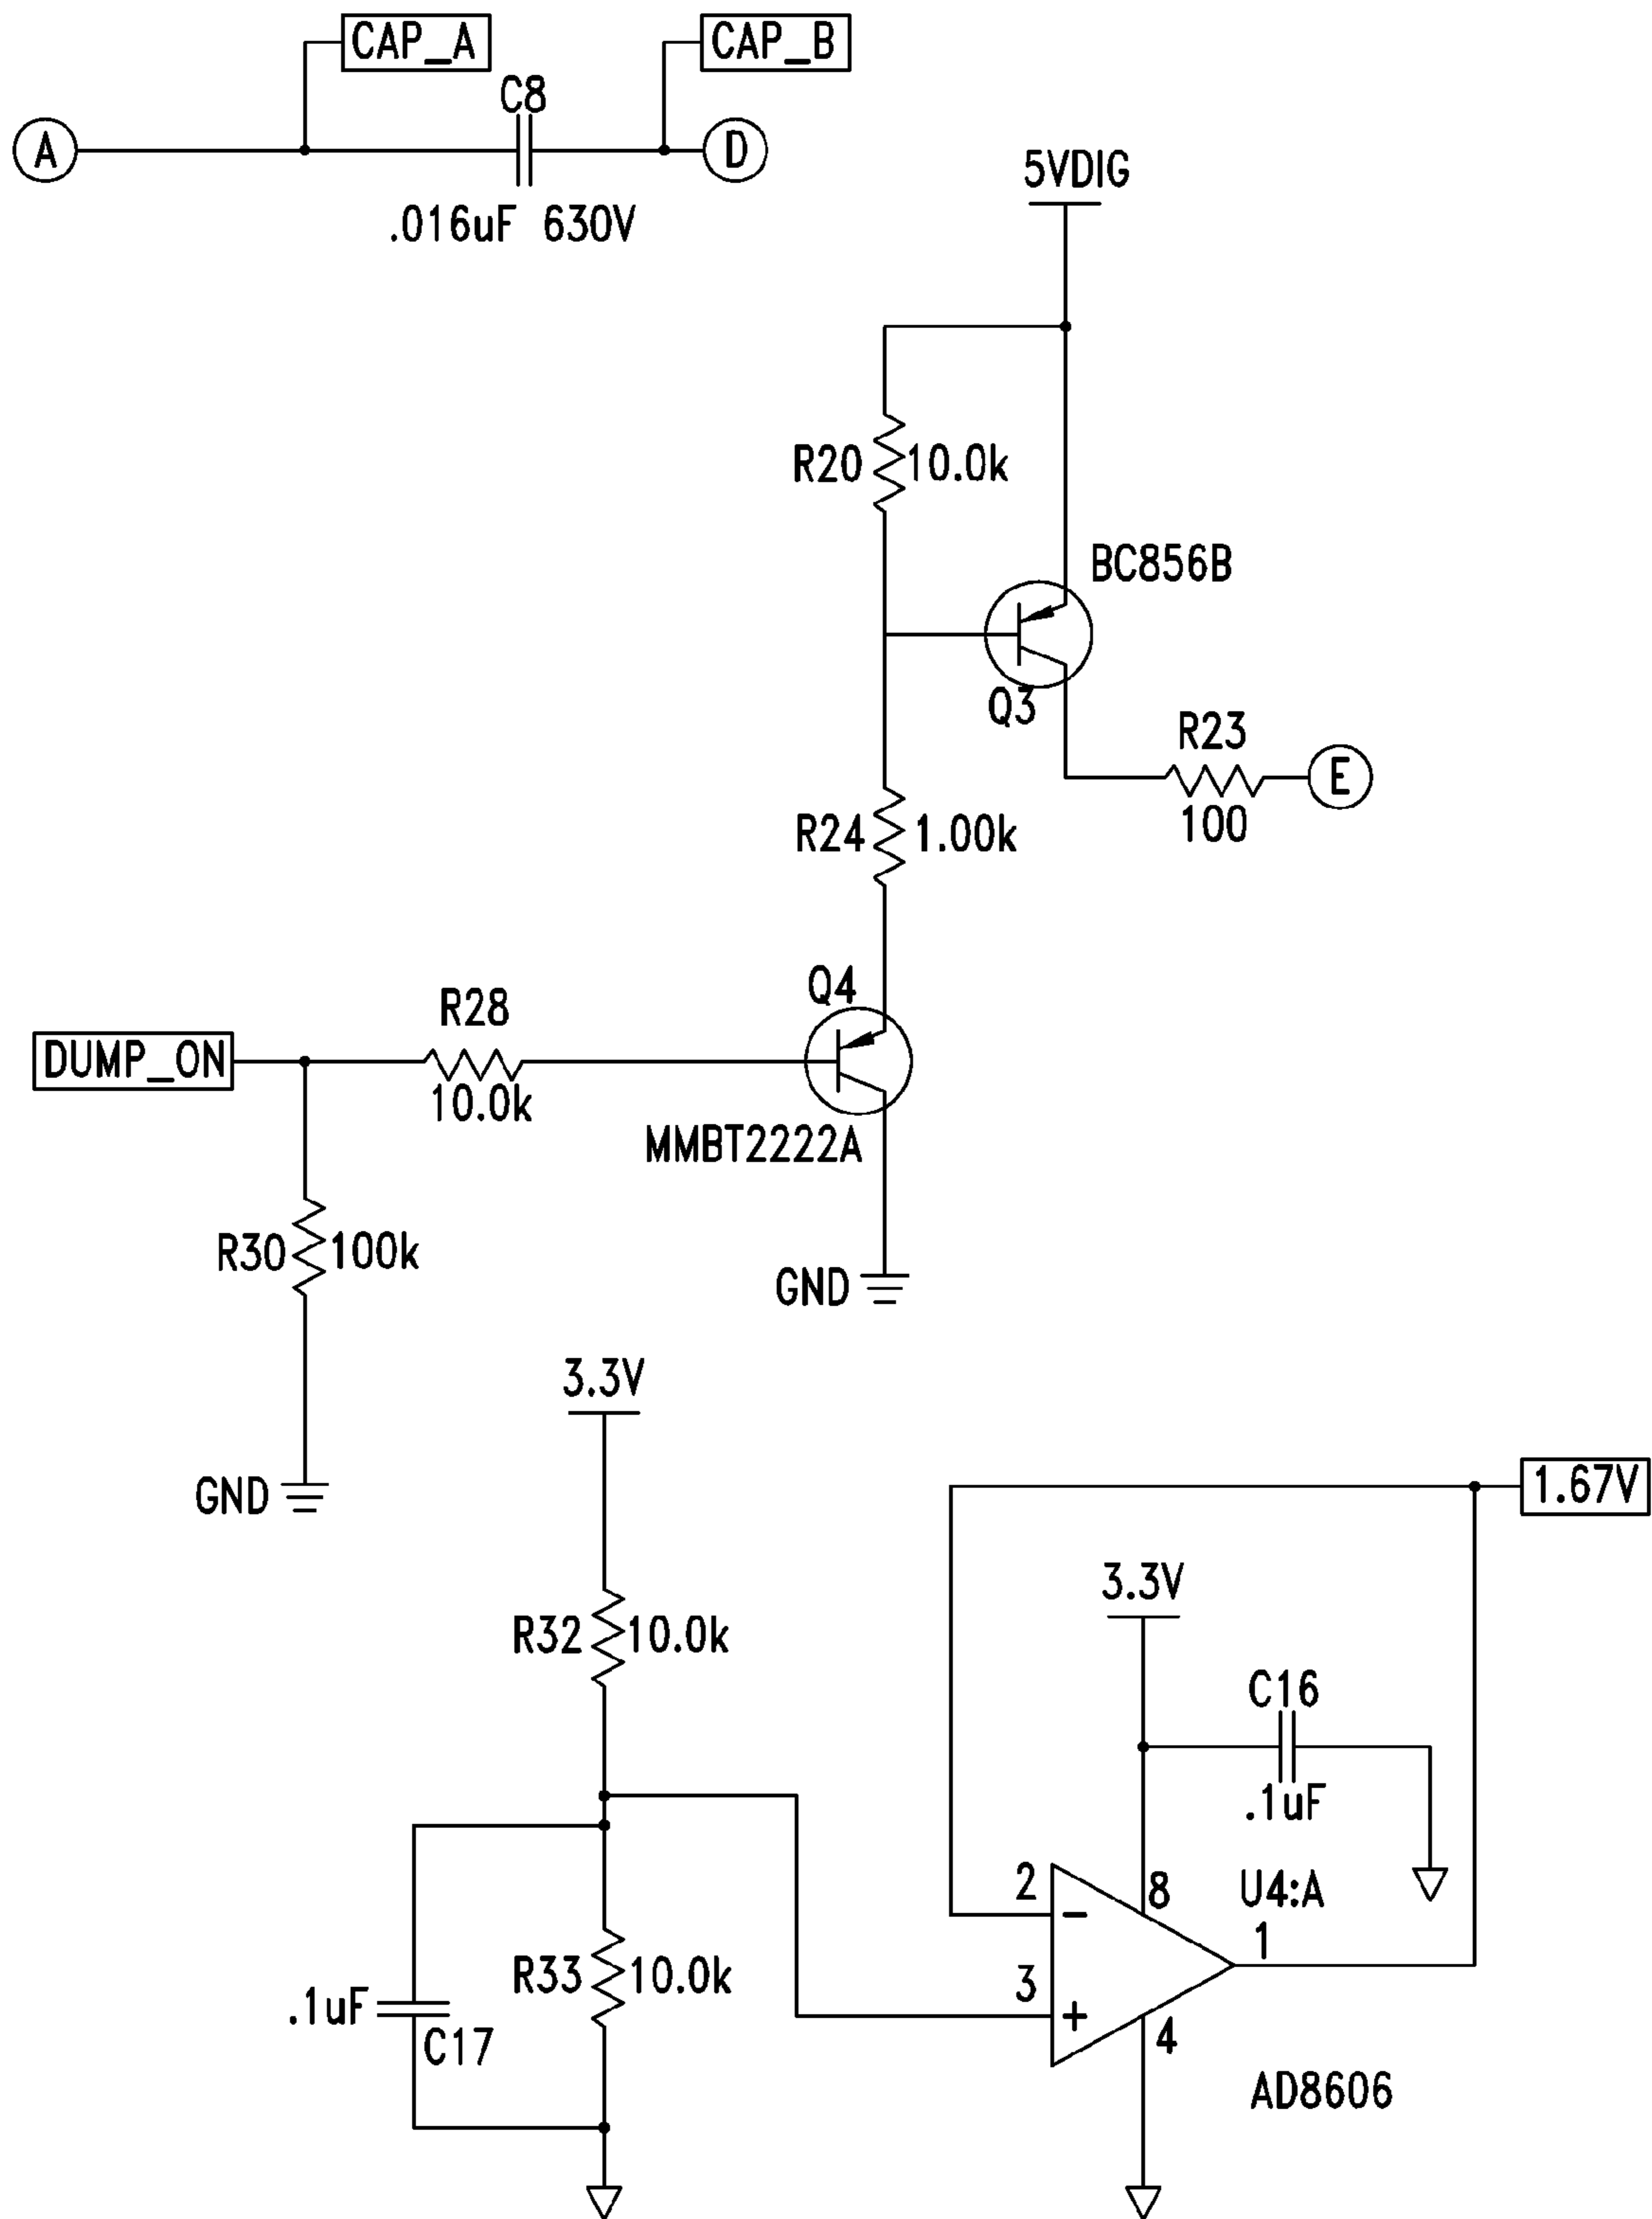 CAP_A
CAP_B
C8
A
D
.016uF 630V
5VDIG
R20
10.0k
BC856B
Q3
R23
E
100
R24
1.00k
Q4
R28
DUMP_ON
10.0k
MMBT2222A
R30
100k
GND
3.3V
GND
1.67V
3.3V
R32
10.0k
C16
.1uF
2
8
U4:A
-
1
R33
10.0k
3
.1uF
+
C17
4
AD8606